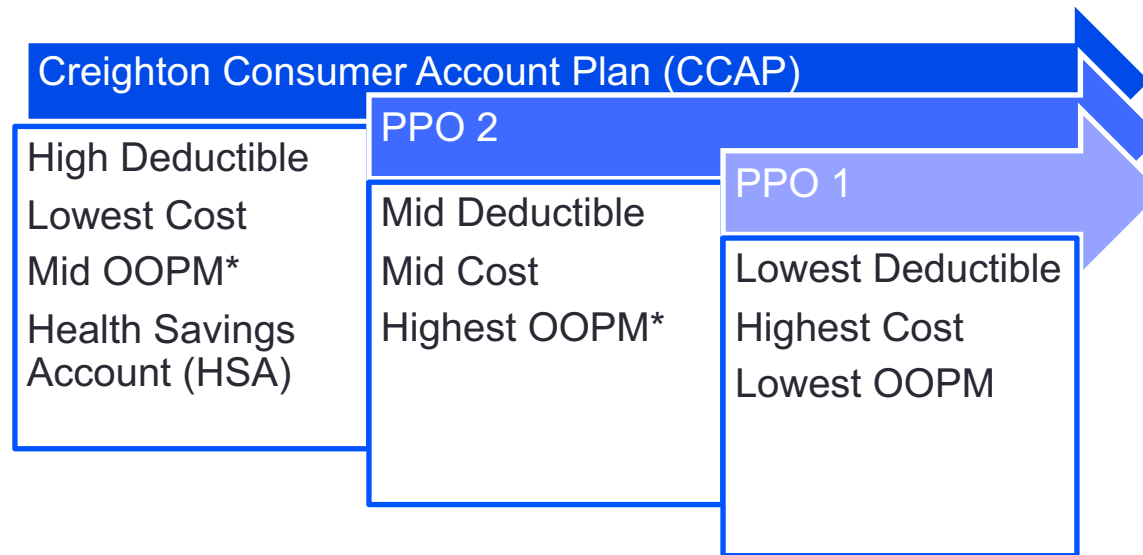 Creighton Consumer Account Plan (CCAP)
High Deductible
Lowest Cost
Mid OOPM*
Health Savings
Account (HSA)
PPO 2
Mid Deductible
Mid Cost
Highest OOPM*
PPO 1
Lowest Deductible
Highest Cost
Lowest OOPM